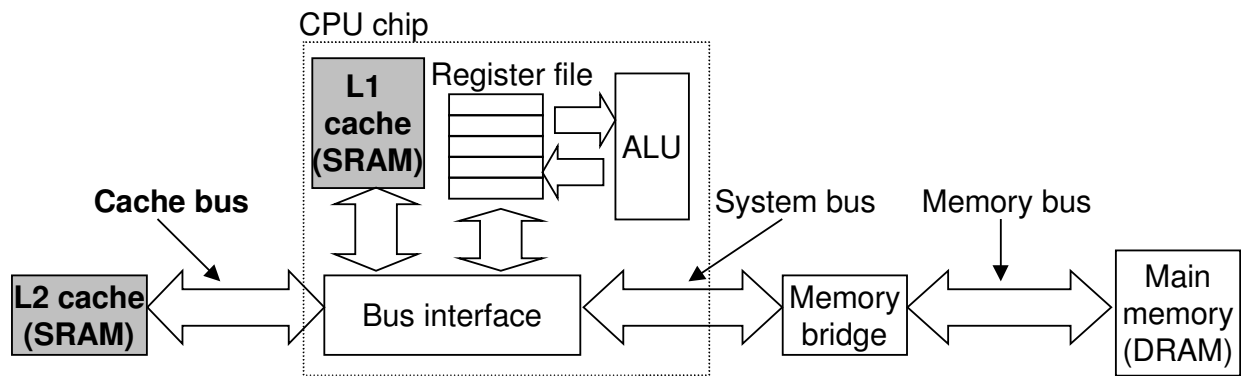 CPU chip
L1
cache
(SRAM)
Register file
ALU
Cache bus
System bus
Memory bus
L2 cache
(SRAM)
Bus interface
Memory
bridge
Main
memory
(DRAM)